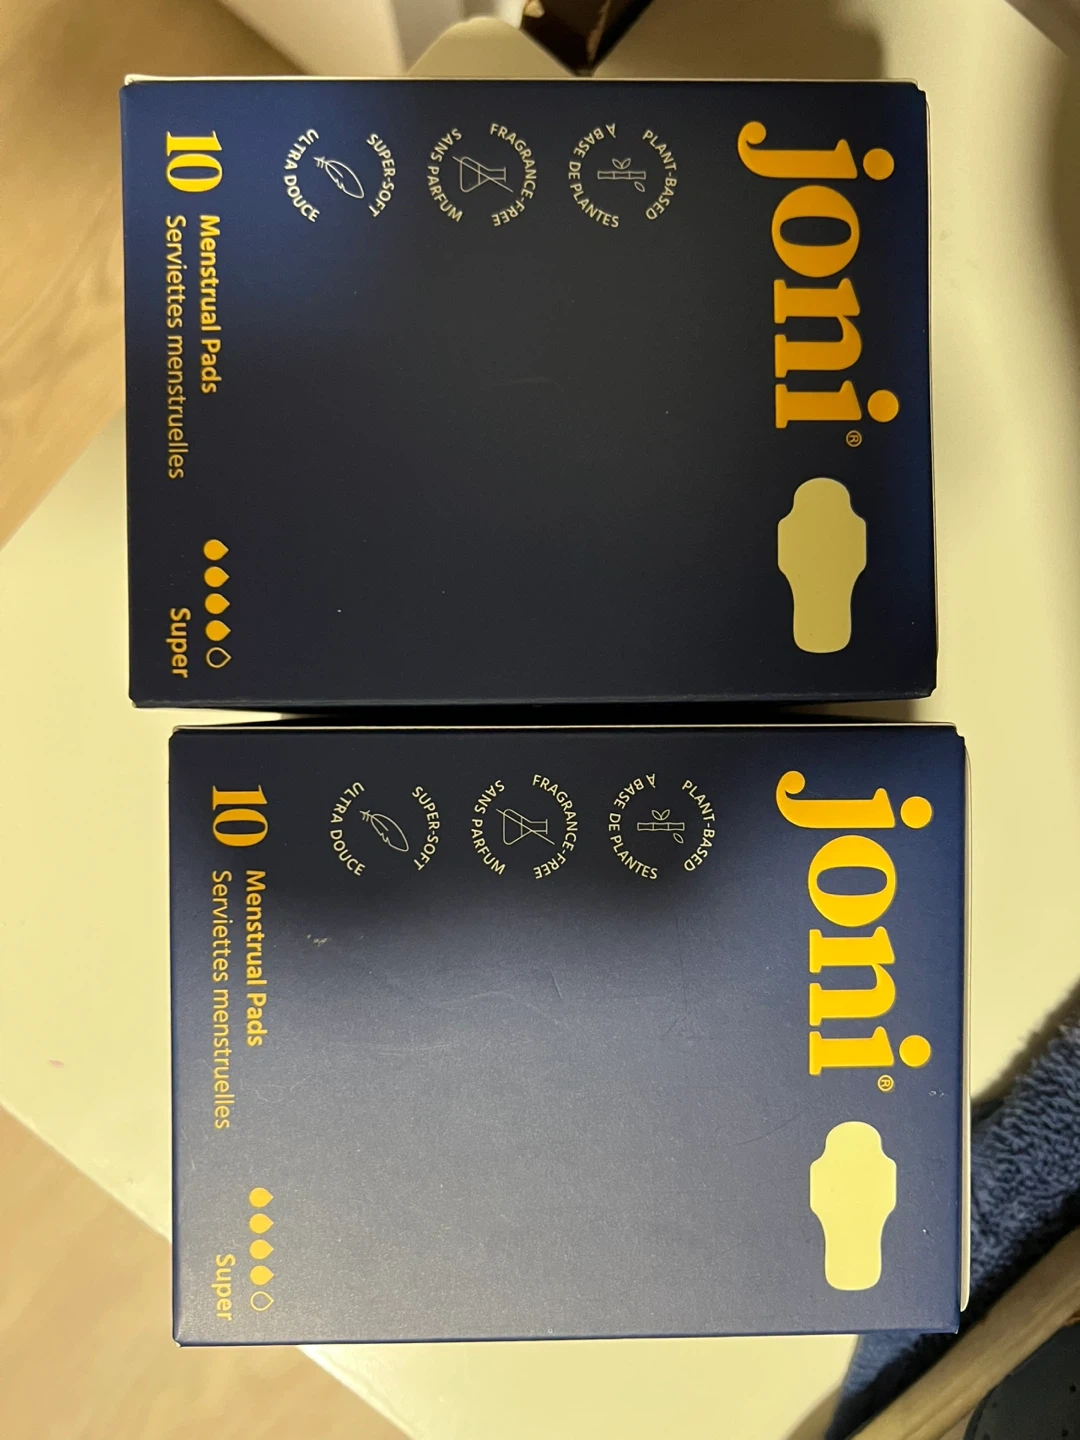 joni®
PLANT-BASED
À BASE DE PLANTES
FRAGRANCE-FREE
SANS PARFUM
SUPER-SOFT
ULTRA DOUCE
10 Menstrual Pads
Serviettes menstruelles
Super
joni®
PLANT-BASED
À BASE DE PLANTES
FRAGRANCE-FREE
SANS PARFUM
SUPER-SOFT
ULTRA DOUCE
10 Menstrual Pads
Serviettes menstruelles
Super